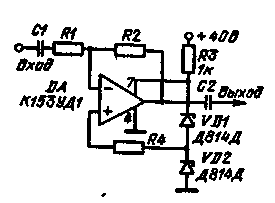 C1 R1 R2 +40В
R3
1к
Вход
C2 Выход
DA
К153УД1
7
4
−
+
VD1
Д814Д
R4
VD2
Д814Д